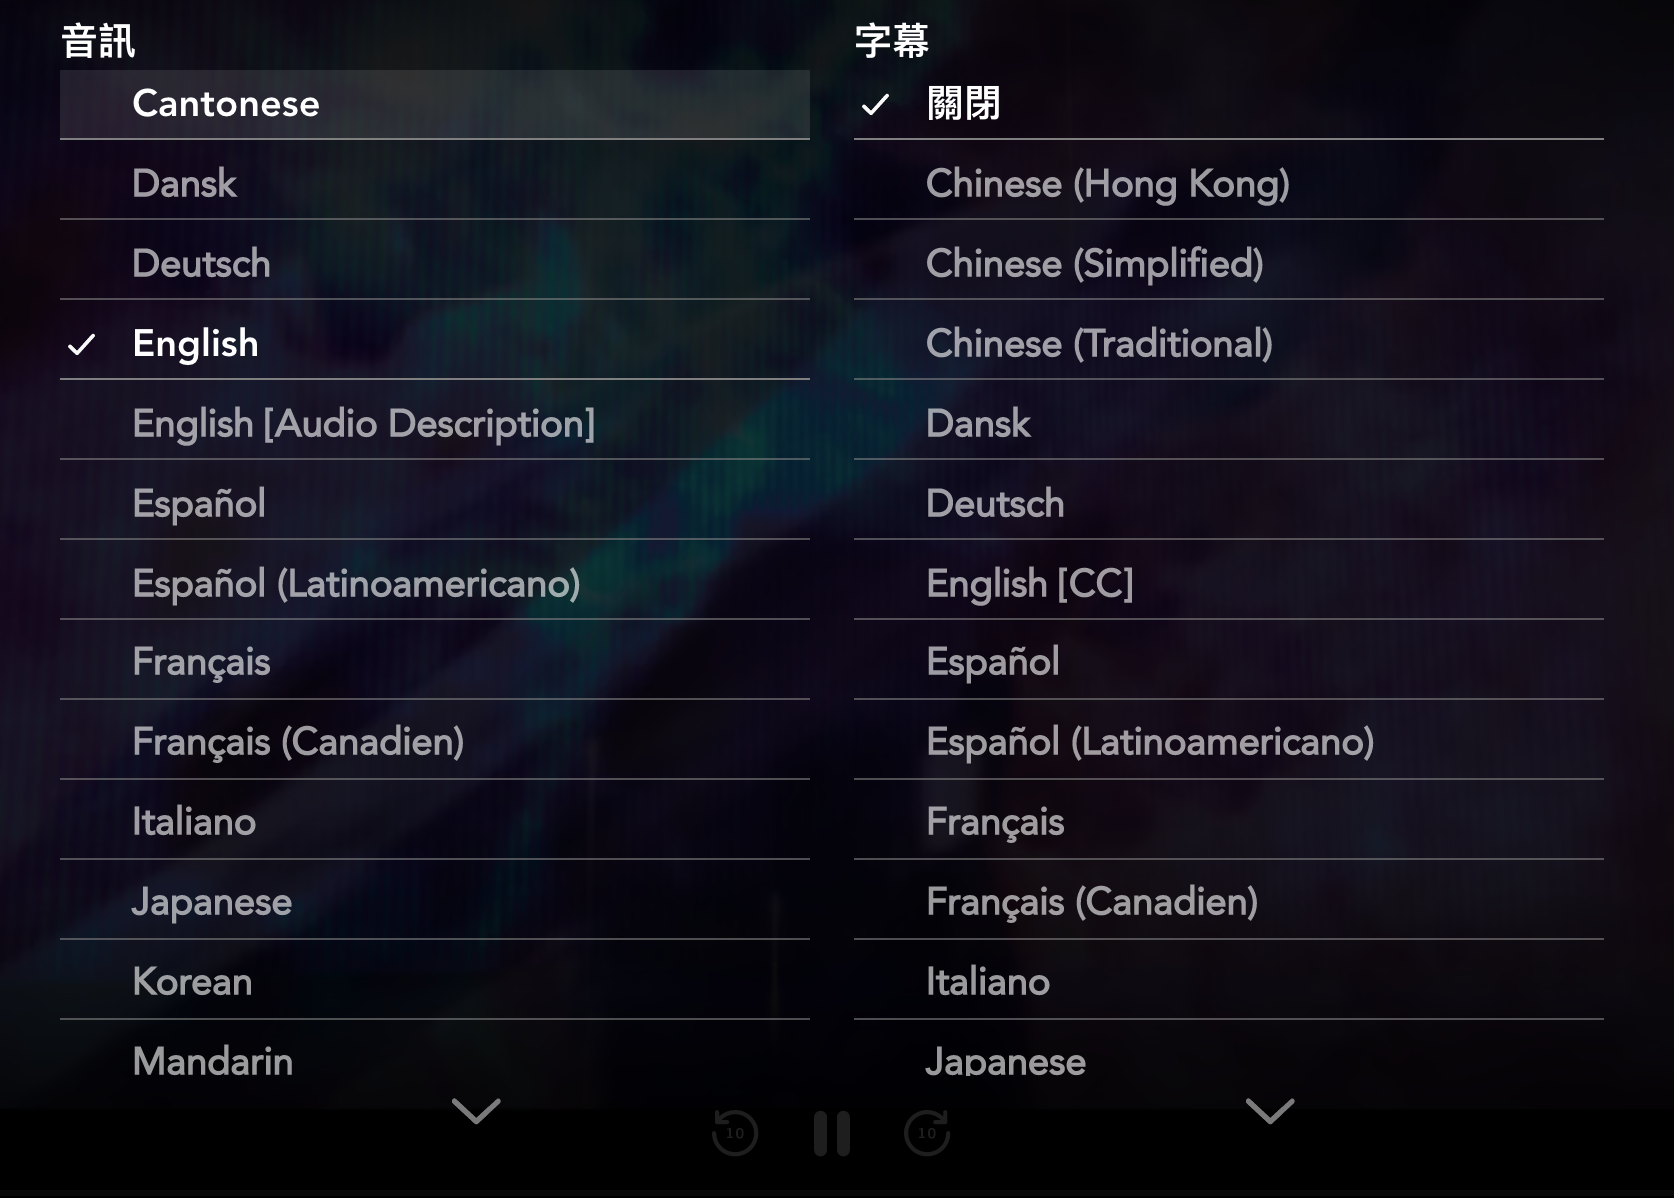 音訊
Cantonese
Dansk
Deutsch
English
English [Audio Description]
Español
Español (Latinoamericano)
Français
Français (Canadien)
Italiano
Japanese
Korean
Mandarin
字幕
關閉
Chinese (Hong Kong)
Chinese (Simplified)
Chinese (Traditional)
Dansk
Deutsch
English [CC]
Español
Español (Latinoamericano)
Français
Français (Canadien)
Italiano
Japanese
10
10